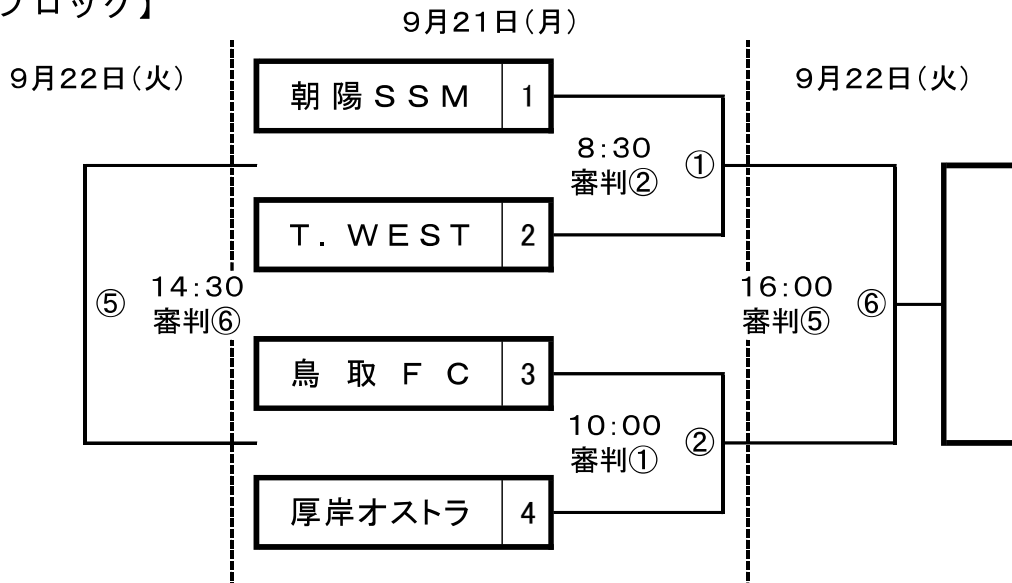 ブロック】
9月21日（月）
9月22日（火）
9月22日（火）
朝陽ＳＳＭ 1
8:30
審判②
①
Ｔ．ＷＥＳＴ 2
⑤
14:30
審判⑥
16:00
審判⑤
⑥
鳥取ＦＣ 3
10:00
審判①
②
厚岸オストラ 4